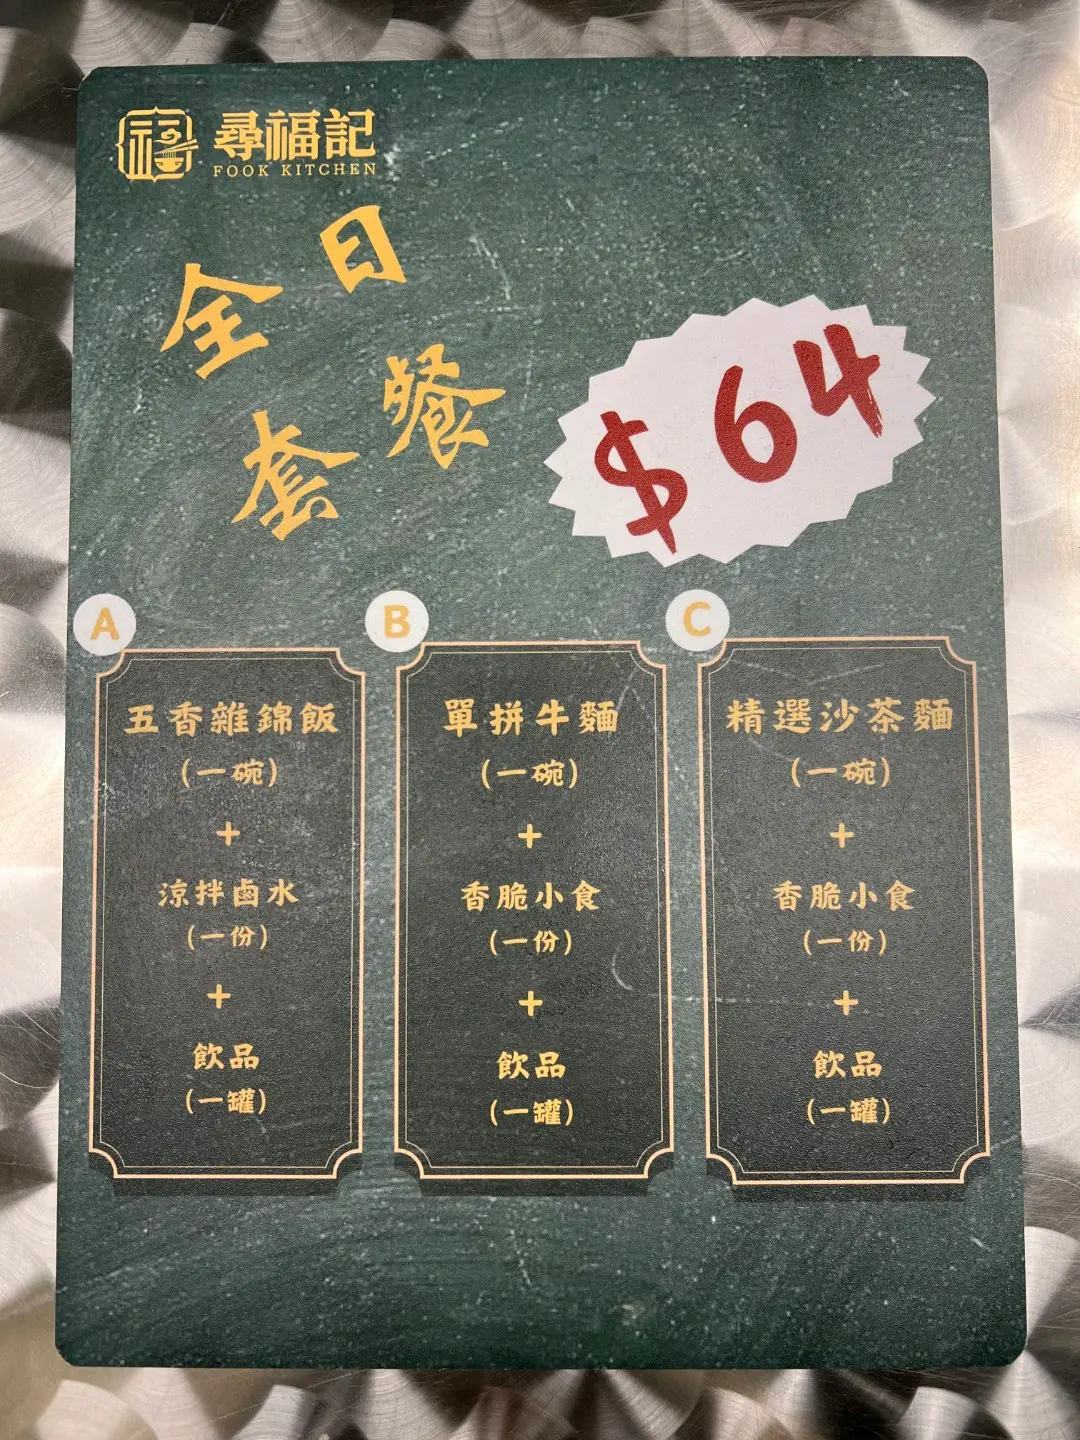 尋福記
FOOK KITCHEN
全日
套餐
$64
A
五香雜錦飯
(一碗)
+
涼拌鹵水
(一份)
+
飲品
(一罐)
B
單拼牛麵
(一碗)
+
香脆小食
(一份)
+
飲品
(一罐)
C
精選沙茶麵
(一碗)
+
香脆小食
(一份)
+
飲品
(一罐)